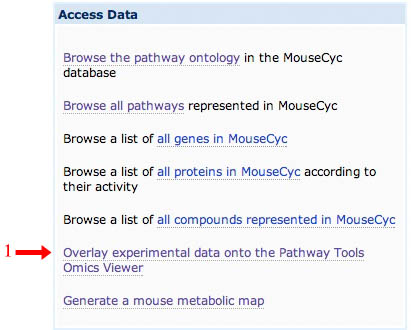 Access Data
Browse the pathway ontology in the MouseCyc
database
Browse all pathways represented in MouseCyc
Browse a list of all genes in MouseCyc
Browse a list of all proteins in MouseCyc according to
their activity
Browse a list of all compounds represented in MouseCyc
1 Overlay experimental data onto the Pathway Tools
Omics Viewer
Generate a mouse metabolic map